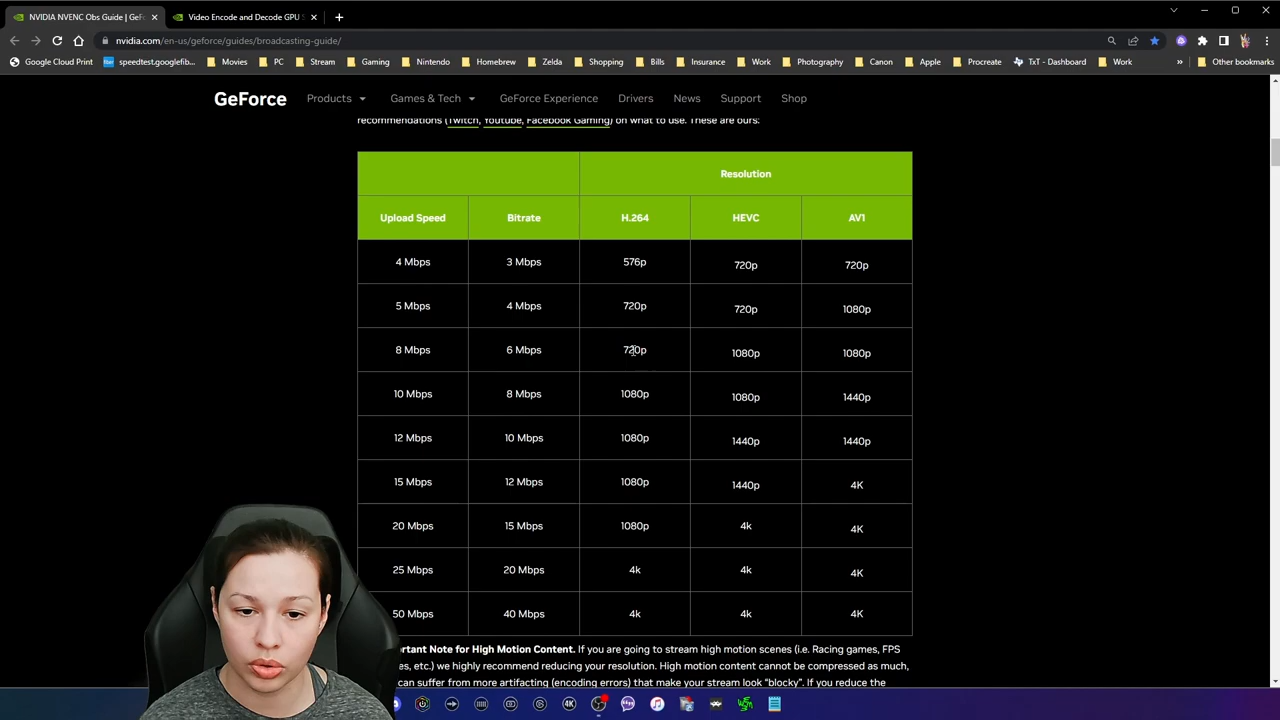 NVIDIA NVENC Obs Guide | GeF
Video Encode and Decode GPU S
nvidia.com/en-us/geforce/guides/broadcasting-guide/
Google Cloud Print
speedtest.googlefib...
Movies
PC
Stream
Gaming
Nintendo
Homebrew
Zelda
Shopping
Bills
Insurance
Work
Photography
Canon
Apple
Procreate
TxT - Dashboard
Work
»
Other bookmarks
GeForce
Products
Games & Tech
GeForce Experience
Drivers
News
Support
Shop
recommendations (Twitch, Youtube, Facebook Gaming) on what to use. These are ours:
Resolution
Upload Speed Bitrate H.264 HEVC AV1
4 Mbps 3 Mbps 576p 720p 720p
5 Mbps 4 Mbps 720p 720p 1080p
8 Mbps 6 Mbps 720p 1080p 1080p
10 Mbps 8 Mbps 1080p 1080p 1440p
12 Mbps 10 Mbps 1080p 1440p 1440p
15 Mbps 12 Mbps 1080p 1440p 4K
20 Mbps 15 Mbps 1080p 4k 4K
25 Mbps 20 Mbps 4k 4k 4K
50 Mbps 40 Mbps 4k 4k 4K
ortant Note for High Motion Content. If you are going to stream high motion scenes (i.e. Racing games, FPS
es, etc.) we highly recommend reducing your resolution. High motion content cannot be compressed as much,
can suffer from more artifacting (encoding errors) that make your stream look "blocky". If you reduce the
4K